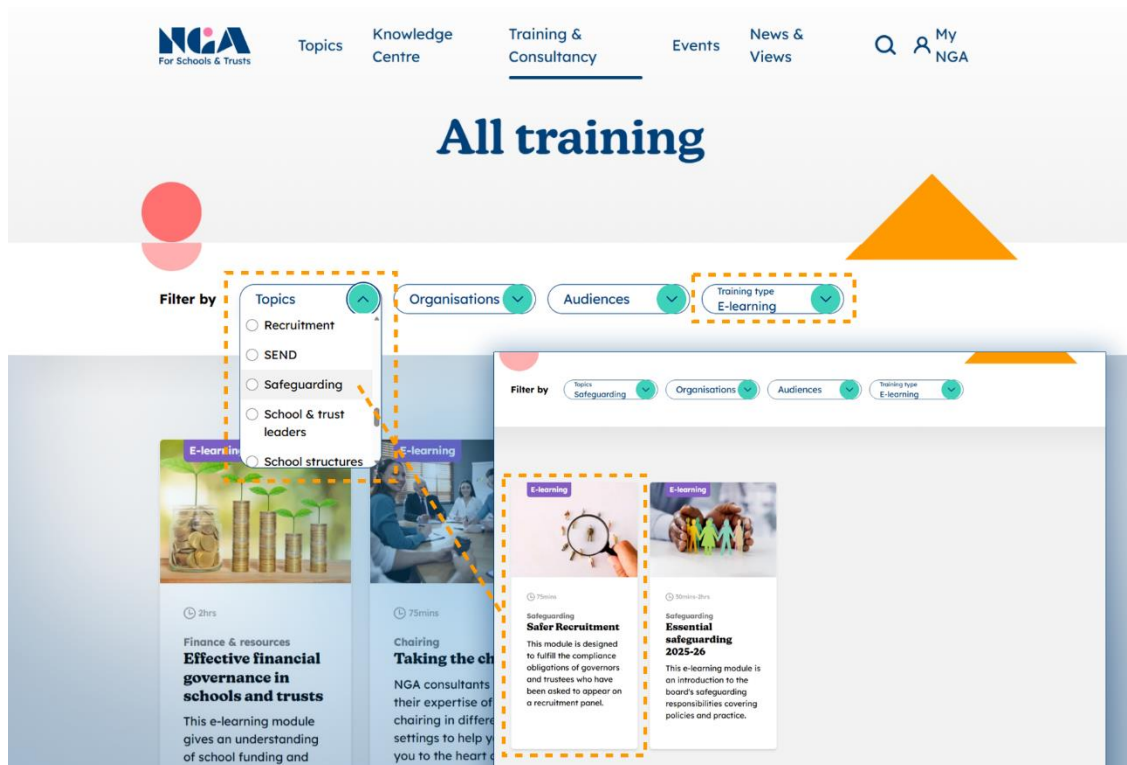 NGA
For Schools & Trusts
Topics
Knowledge
Centre
Training &
Consultancy
Events
News &
Views
My
NGA
All training
Filter by
Topics
Organisations
Audiences
Training type
E-learning
Recruitment
SEND
Safeguarding
School & trust
leaders
School structures
E-learning
2hrs
Finance & resources
Effective financial
governance in
schools and trusts
This e-learning module
gives an understanding
of school funding and
E-learning
75mins
Chairing
Taking the ch
NGA consultants
their expertise of
chairing in differe
settings to help y
you to the heart
Filter by
Topics
Safeguarding
Organisations
Audiences
Training type
E-learning
E-learning
75mins
Safeguarding
Safer Recruitment
This module is designed
to fulfill the compliance
obligations of governors
and trustees who have
been asked to appear on
a recruitment panel.
E-learning
50mins-2hrs
Safeguarding
Essential
safeguarding
2025-26
This e-learning module is
an introduction to the
board's safeguarding
responsibilities covering
policies and practice.